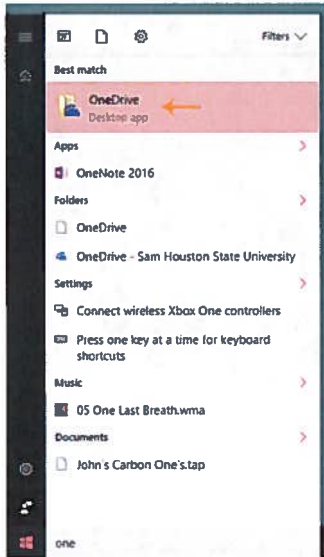 Filters
Best match
OneDrive
Desktop app
Apps
OneNote 2016
Folders
OneDrive
OneDrive - Sam Houston State University
Settings
Connect wireless Xbox One controllers
Press one key at a time for keyboard
shortcuts
Music
05 One Last Breath.wma
Documents
John's Carbon One's.tap
one